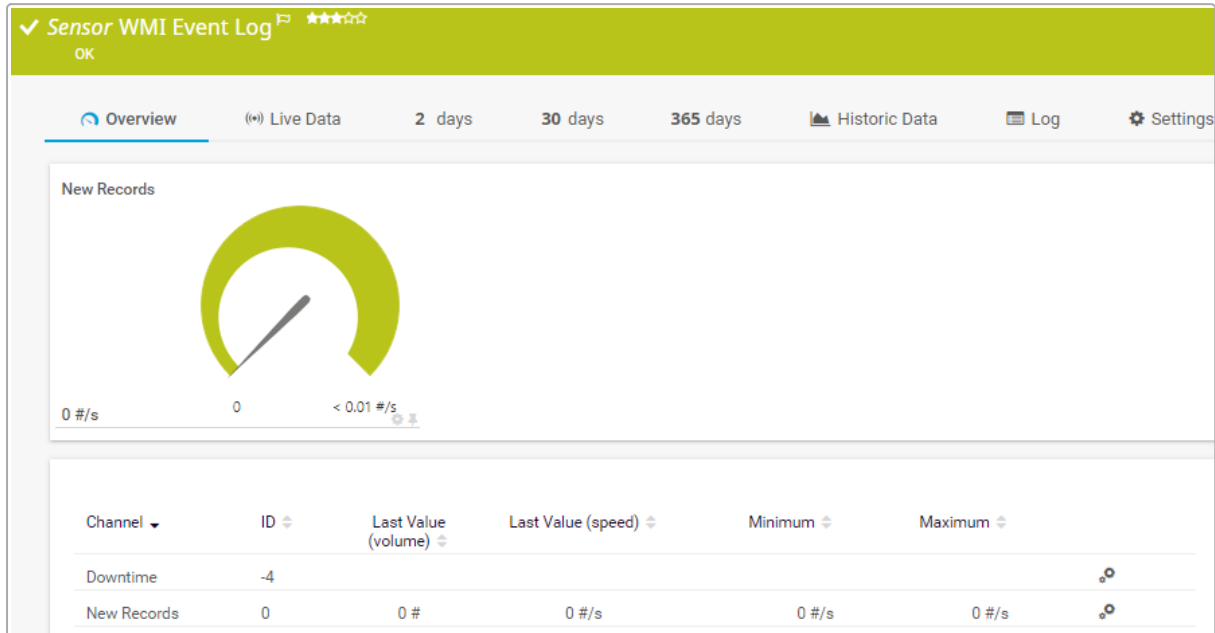 Sensor WMI Event Log
OK
Overview Live Data 2 days 30 days 365 days Historic Data Log Settings
New Records
0 < 0.01 #/s
0 #/s
Channel ID Last Value (volume) Last Value (speed) Minimum Maximum
Downtime -4
New Records 0 0 # 0 #/s 0 #/s 0 #/s